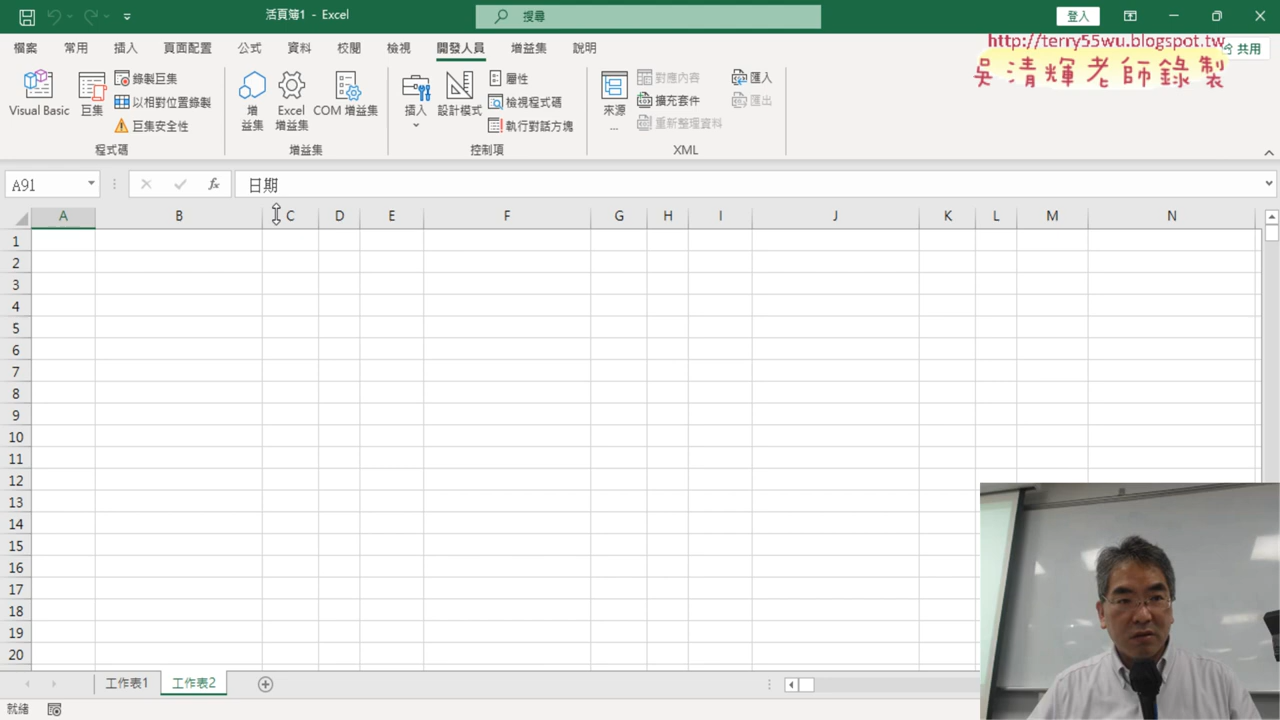 活頁簿1 - Excel
搜尋
登入
檔案 常用 插入 頁面配置 公式 資料 校閱 檢視 開發人員 增益集 說明
共用
http://terry55wu.blogspot.tw
吳清輝老師錄製
Visual Basic
巨集
錄製巨集
以相對位置錄製
巨集安全性
程式碼
增
益集
Excel
增益集
COM 增益集
增益集
插入
設計模式
屬性
檢視程式碼
執行對話方塊
控制項
來源
...
對應內容
擴充套件
重新整理資料
匯入
匯出
XML
A91
fx
日期
A B C D E F G H I J K L M N
1
2
3
4
5
6
7
8
9
10
11
12
13
14
15
16
17
18
19
20
工作表1 工作表2
就緒